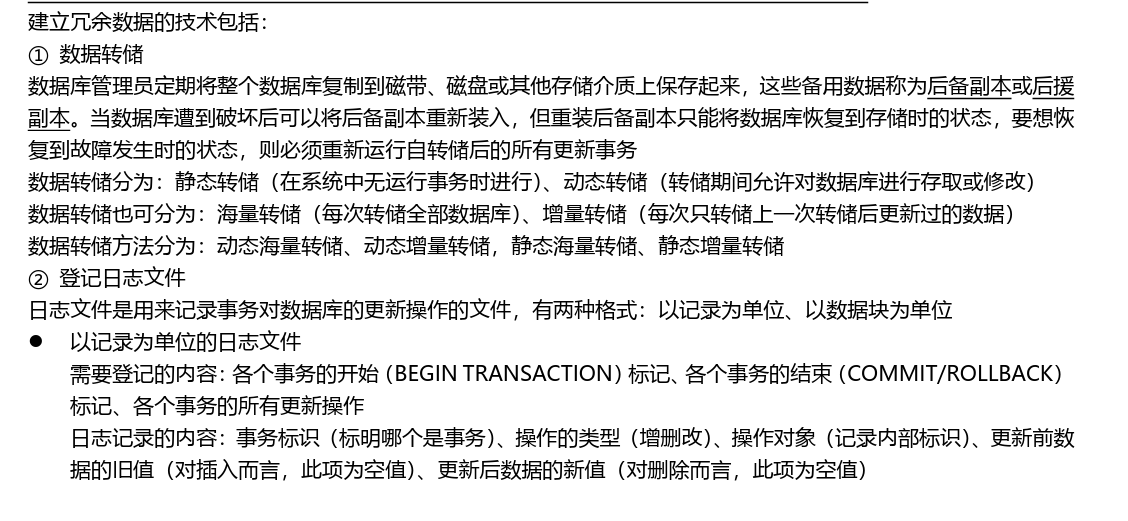 建立冗余数据的技术包括：
① 数据转储
数据库管理员定期将整个数据库复制到磁带、磁盘或其他存储介质上保存起来，这些备用数据称为后备副本或后援
副本。当数据库遭到破坏后可以将后备副本重新装入，但重装后备副本只能将数据库恢复到存储时的状态，要想恢
复到故障发生时的状态，则必须重新运行自转储后的所有更新事务
数据转储分为：静态转储（在系统中无运行事务时进行）、动态转储（转储期间允许对数据库进行存取或修改）
数据转储也可分为：海量转储（每次转储全部数据库）、增量转储（每次只转储上一次转储后更新过的数据）
数据转储方法分为：动态海量转储、动态增量转储，静态海量转储、静态增量转储
② 登记日志文件
日志文件是用来记录事务对数据库的更新操作的文件，有两种格式：以记录为单位、以数据块为单位
● 以记录为单位的日志文件
需要登记的内容：各个事务的开始（BEGIN TRANSACTION）标记、各个事务的结束（COMMIT/ROLLBACK）
标记、各个事务的所有更新操作
日志记录的内容：事务标识（标明哪个是事务）、操作的类型（增删改）、操作对象（记录内部标识）、更新前数
据的旧值（对插入而言，此项为空值）、更新后数据的新值（对删除而言，此项为空值）